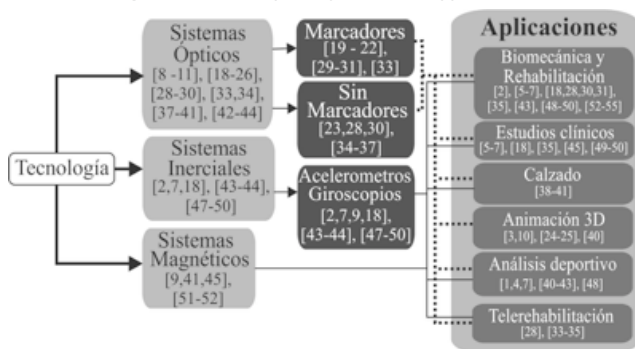 Tecnología
Sistemas
Ópticos
[8 -11], [18-26],
[28-30], [33,34],
[37-41], [42-44]
Sistemas
Inerciales
[2,7,18], [43-44]
[47-50]
Sistemas
Magnéticos
[9,41,45],
[51-52]
Marcadores
[19 - 22],
[29-31], [33]
Sin
Marcadores
[23,28,30],
[34-37]
Acelerometros
Giroscopios
[2,7,9,18],
[43-44], [47-50]
Aplicaciones
Biomecánica y
Rehabilitación
[2], [5-7], [18,28,30,31],
[35], [43], [48-50], [52-55]
Estudios clínicos
[5-7], [18], [35], [45], [49-50]
Calzado
[38-41]
Animación 3D
[3,10], [24-25], [40]
Análisis deportivo
[1,4,7], [40-43], [48]
Telerehabilitación
[28], [33-35]